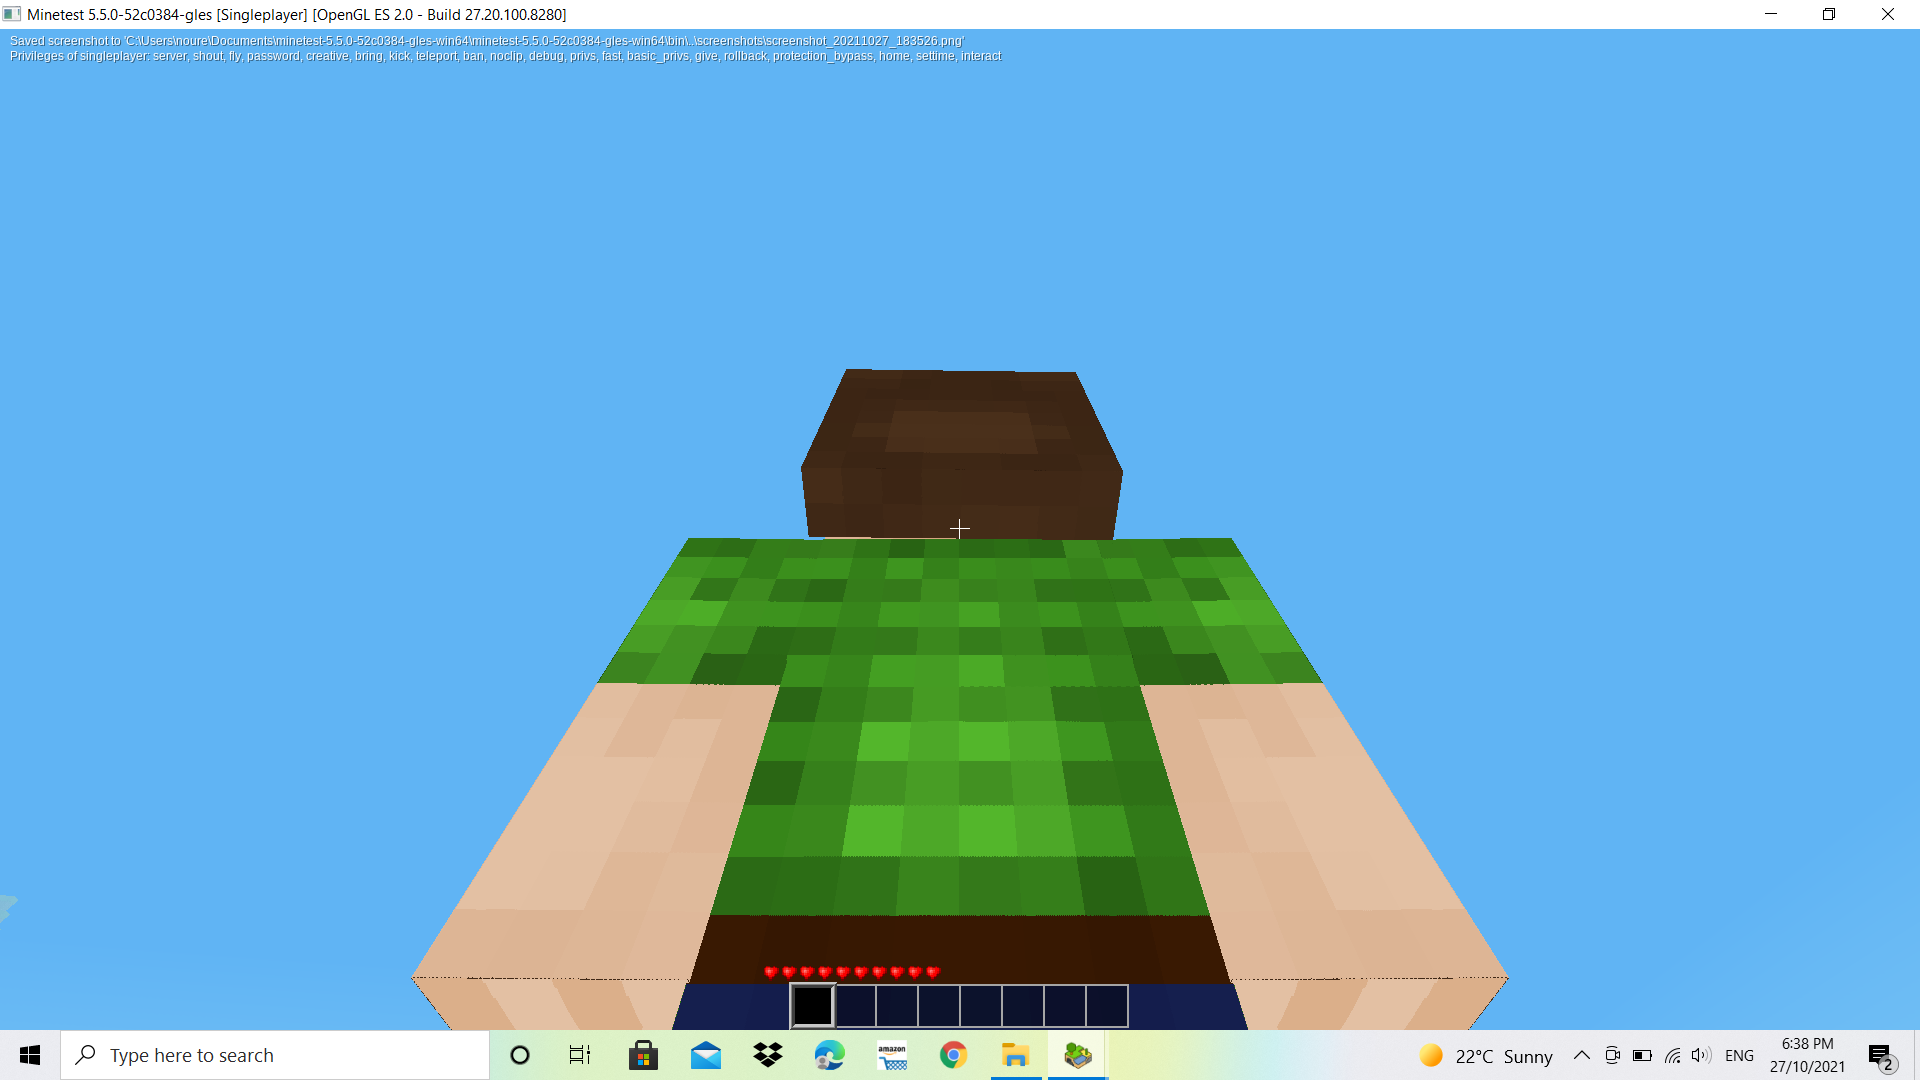 Minetest 5.5.0-52c0384-gles [Singleplayer] [OpenGL ES 2.0 - Build 27.20.100.8280]
Saved screenshot to 'C:\Users\noure\Documents\minetest-5.5.0-52c0384-gles-win64\minetest-5.5.0-52c0384-gles-win64\bin\..\screenshots\screenshot_20211027_183526.png'
Privileges of singleplayer: server, shout, fly, password, creative, bring, kick, teleport, ban, noclip, debug, privs, fast, basic_privs, give, rollback, protection_bypass, home, settime, interact
Type here to search
amazon
22°C Sunny
ENG
6:38 PM
27/10/2021
2